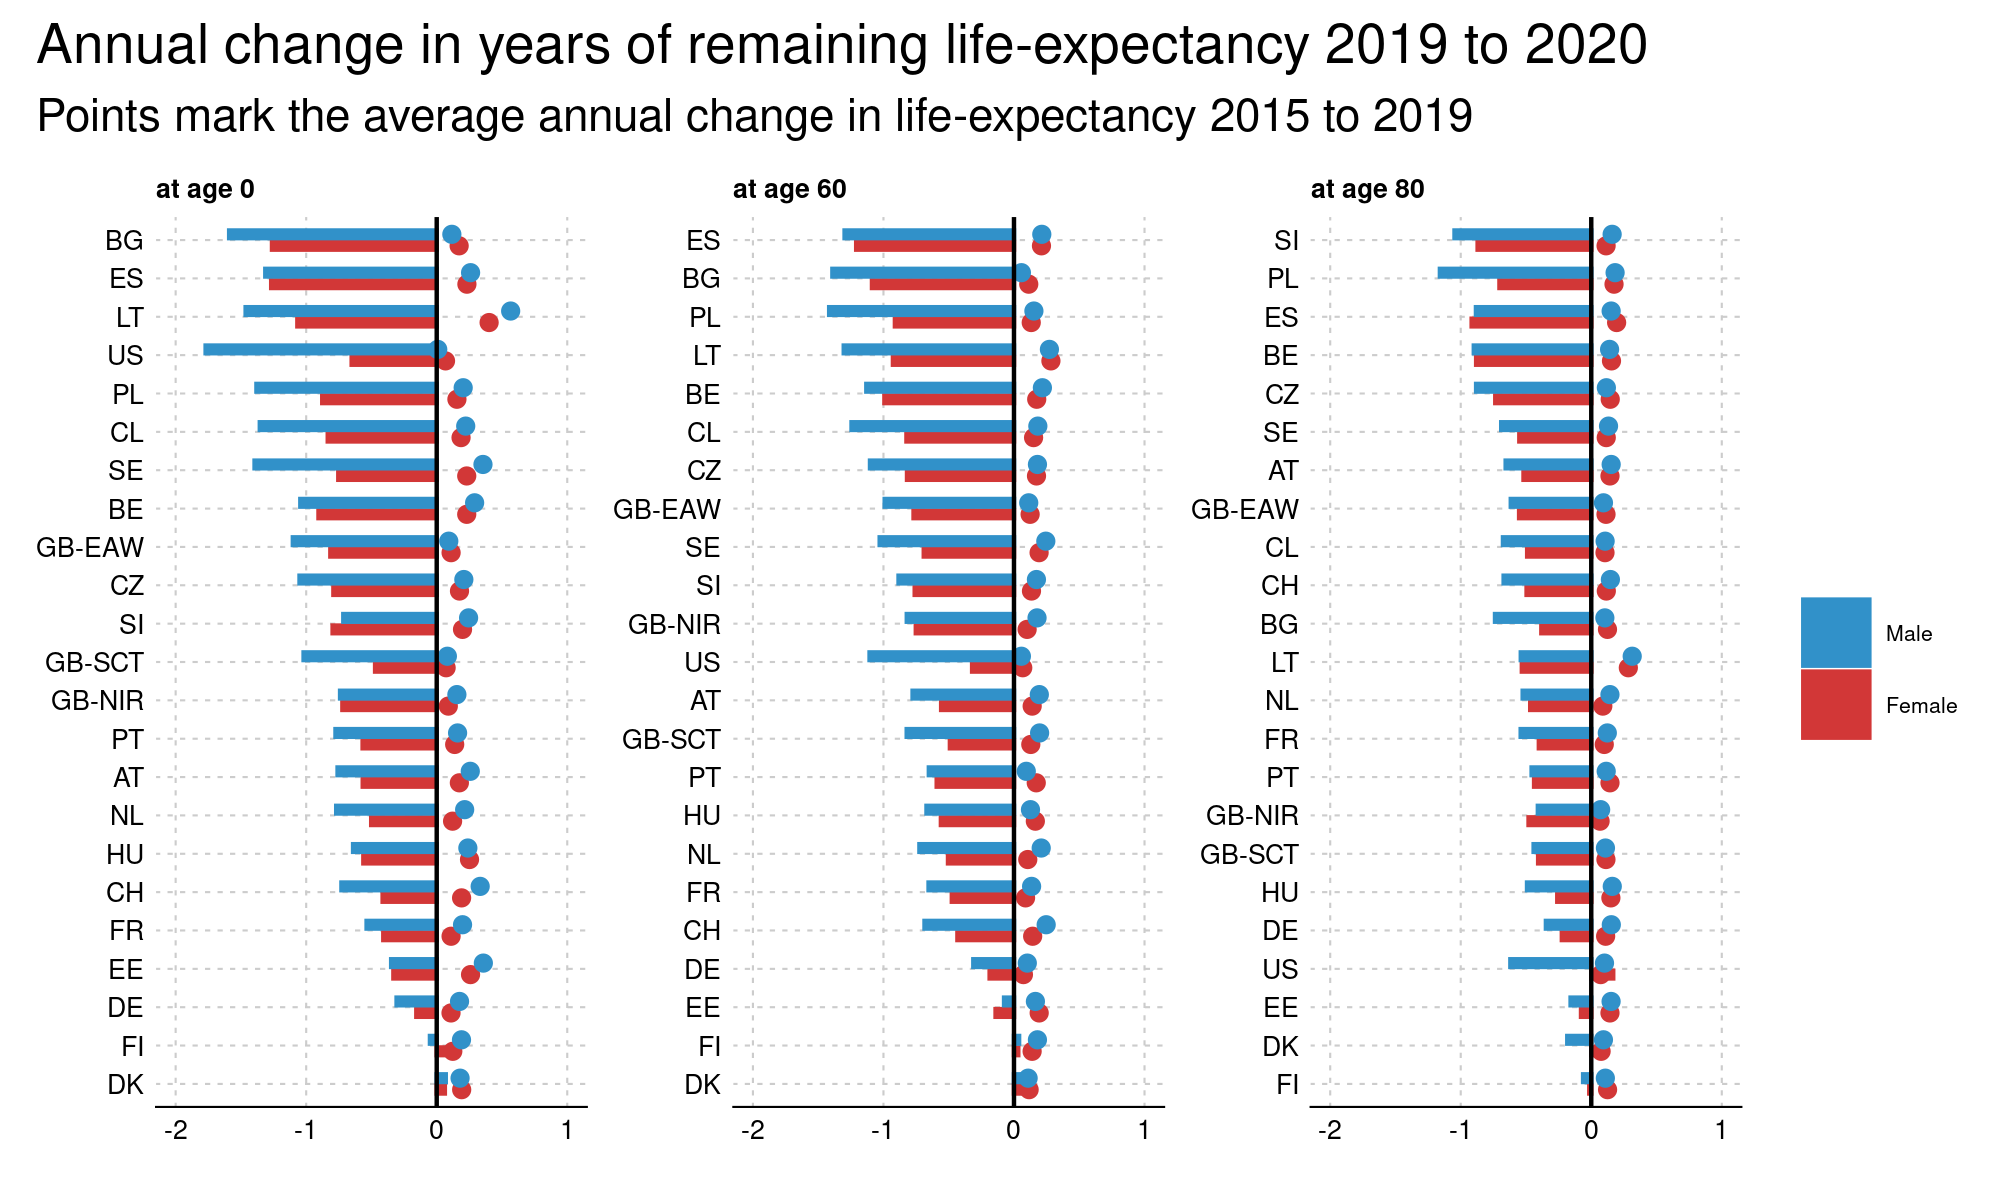 Annual change in years of remaining life-expectancy 2019 to 2020
Points mark the average annual change in life-expectancy 2015 to 2019
at age 0
BG
ES
LT
US
PL
CL
SE
BE
GB-EAW
CZ
SI
GB-SCT
GB-NIR
PT
AT
NL
HU
CH
FR
EE
DE
FI
DK
-2 -1 0 1
at age 60
ES
BG
PL
LT
BE
CL
CZ
GB-EAW
SE
SI
GB-NIR
US
AT
GB-SCT
PT
HU
NL
FR
CH
DE
EE
FI
DK
-2 -1 0 1
at age 80
SI
PL
ES
BE
CZ
SE
AT
GB-EAW
CL
CH
BG
LT
NL
FR
PT
GB-NIR
GB-SCT
HU
DE
US
EE
DK
FI
-2 -1 0 1
Male
Female